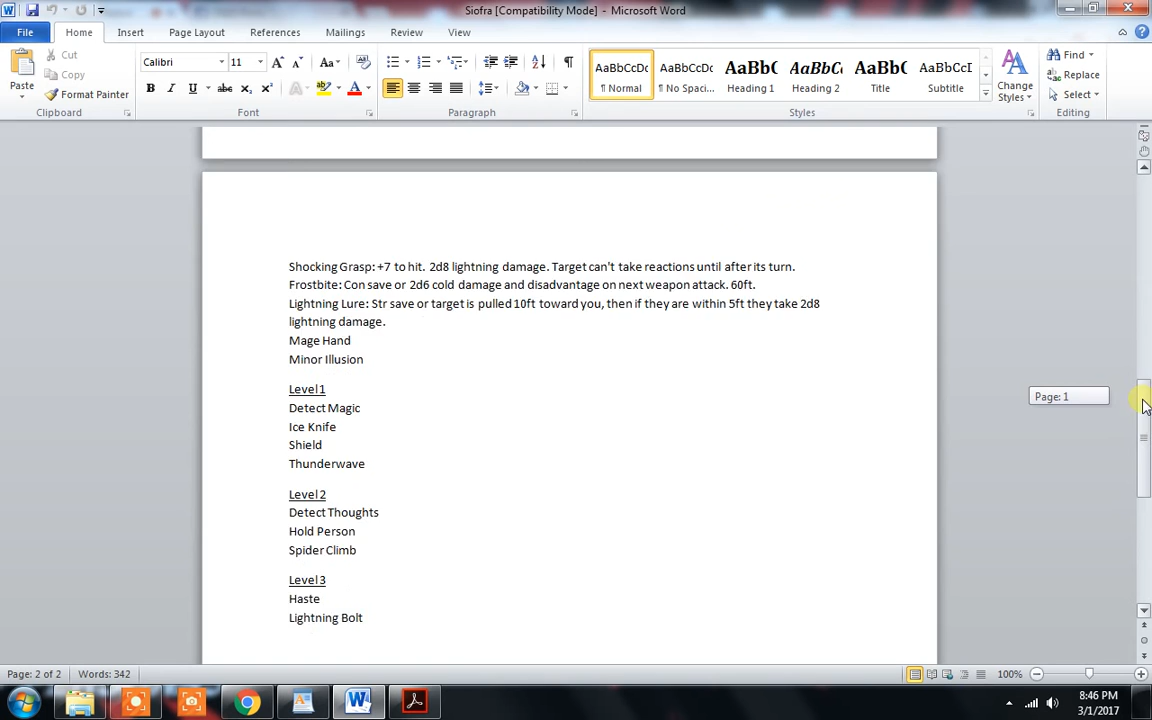 Siofra [Compatibility Mode] - Microsoft Word
File Home Insert Page Layout References Mailings Review View
Paste
Cut
Copy
Format Painter
Clipboard
Calibri 11
Font
Paragraph
AaBbCcDc AaBbCcDc AaBbC AaBbCc AaBbC AaBbCcI
¶ Normal ¶ No Spaci... Heading 1 Heading 2 Title Subtitle
Styles
Change Styles
Find
Replace
Select
Editing
Shocking Grasp: +7 to hit. 2d8 lightning damage. Target can't take reactions until after its turn.
Frostbite: Con save or 2d6 cold damage and disadvantage on next weapon attack. 60ft.
Lightning Lure: Str save or target is pulled 10ft toward you, then if they are within 5ft they take 2d8
lightning damage.
Mage Hand
Minor Illusion
Level 1
Detect Magic
Ice Knife
Shield
Thunderwave
Level 2
Detect Thoughts
Hold Person
Spider Climb
Level 3
Haste
Lightning Bolt
Page: 1
Page: 2 of 2 Words: 342 100%
8:46 PM
3/1/2017